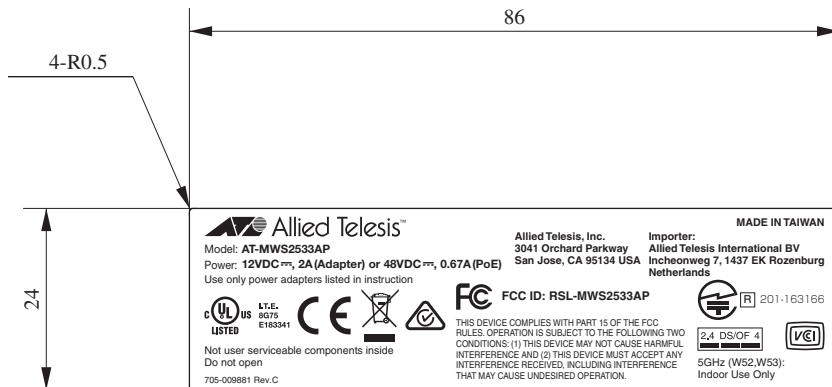 86
4-R0.5
24
Allied Telesis™
MADE IN TAIWAN
Model: AT-MWS2533AP
Power: 12VDC⎓, 2A(Adapter) or 48VDC⎓, 0.67A(PoE)
Use only power adapters listed in instruction
Allied Telesis, Inc.
3041 Orchard Parkway
San Jose, CA 95134 USA
Importer:
Allied Telesis International BV
Incheonweg 7, 1437 EK Rozenburg
Netherlands
C UL US
LISTED
I.T.E.
8G75
E183341
CE
FC
FCC ID: RSL-MWS2533AP
R 201-163166
THIS DEVICE COMPLIES WITH PART 15 OF THE FCC
RULES. OPERATION IS SUBJECT TO THE FOLLOWING TWO
CONDITIONS: (1) THIS DEVICE MAY NOT CAUSE HARMFUL
INTERFERENCE AND (2) THIS DEVICE MUST ACCEPT ANY
INTERFERENCE RECEIVED, INCLUDING INTERFERENCE
THAT MAY CAUSE UNDESIRED OPERATION.
2.4 DS/OF 4
VCI
5GHz (W52,W53):
Indoor Use Only
Not user serviceable components inside
Do not open
705-009881 Rev.C